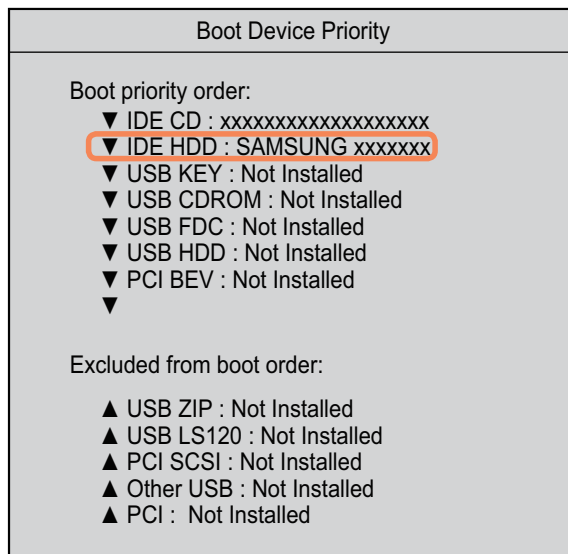 Boot Device Priority
Boot priority order:
▼ IDE CD : xxxxxxxxxxxxxxxxxxx
▼ IDE HDD : SAMSUNG xxxxxxx
▼ USB KEY : Not Installed
▼ USB CDROM : Not Installed
▼ USB FDC : Not Installed
▼ USB HDD : Not Installed
▼ PCI BEV : Not Installed
▼
Excluded from boot order:
▲ USB ZIP : Not Installed
▲ USB LS120 : Not Installed
▲ PCI SCSI : Not Installed
▲ Other USB : Not Installed
▲ PCI :  Not Installed